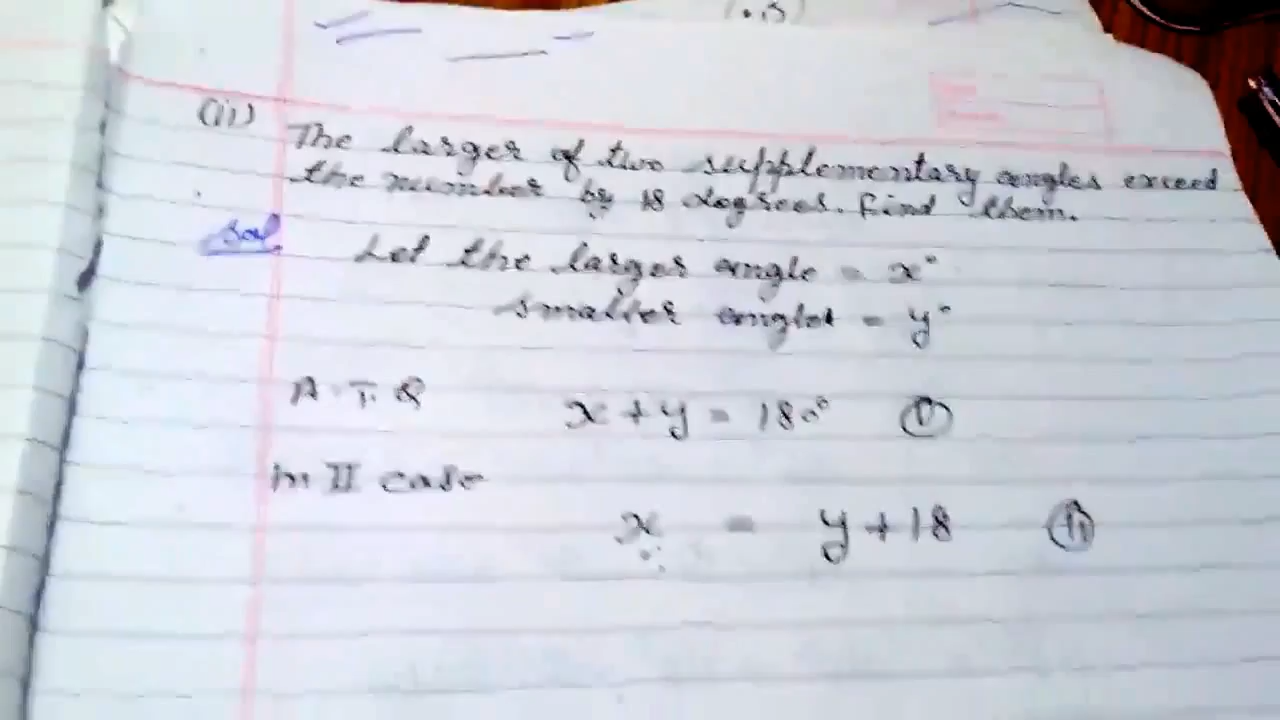 (ii) The larger of two supplementary angles exceed
the number by 18 degrees. Find them.
Sol. Let the larger angle = x°
smaller angle = y°
A.T.Q x + y = 180° (i)
in II case
x = y + 18 (ii)